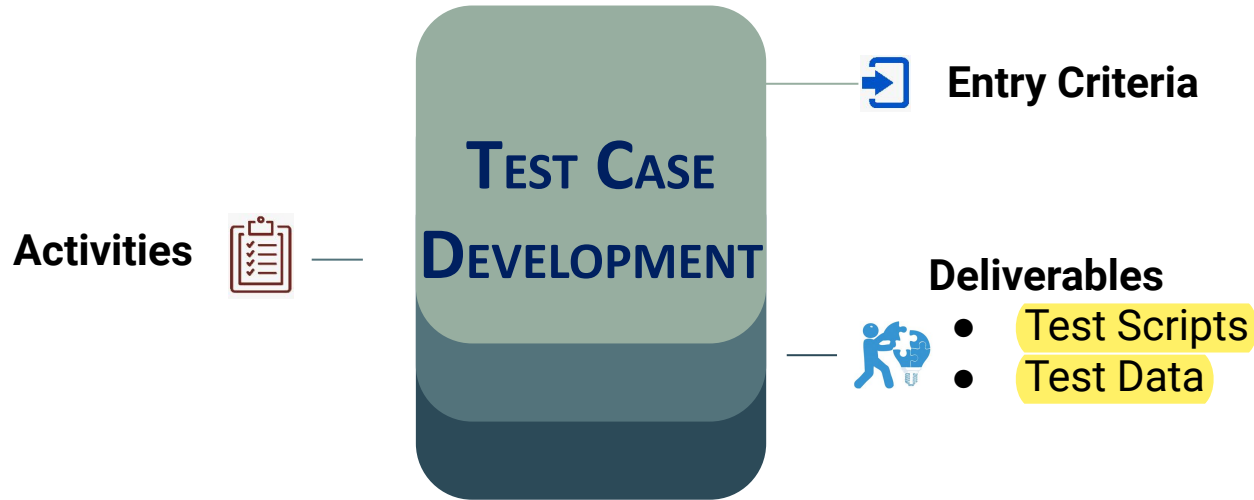 Entry Criteria
TEST CASE
DEVELOPMENT
Activities
Deliverables
● Test Scripts
● Test Data